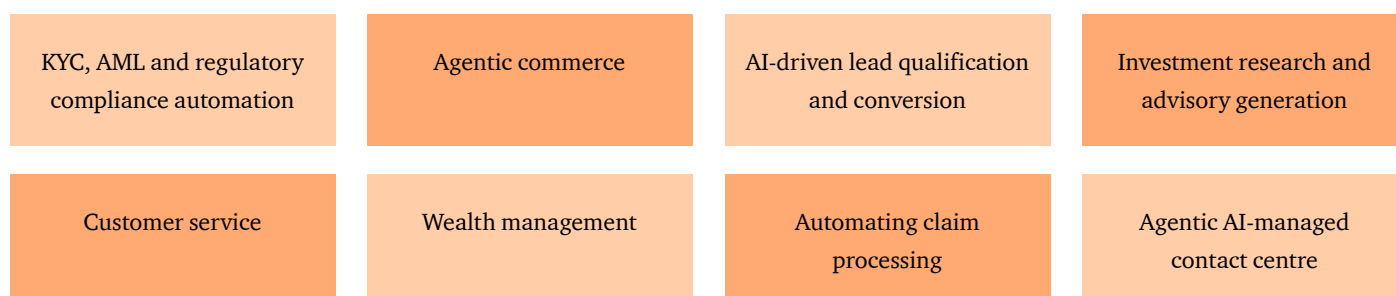 KYC, AML and regulatory
compliance automation
Agentic commerce
AI-driven lead qualification
and conversion
Investment research and
advisory generation
Customer service
Wealth management
Automating claim
processing
Agentic AI-managed
contact centre